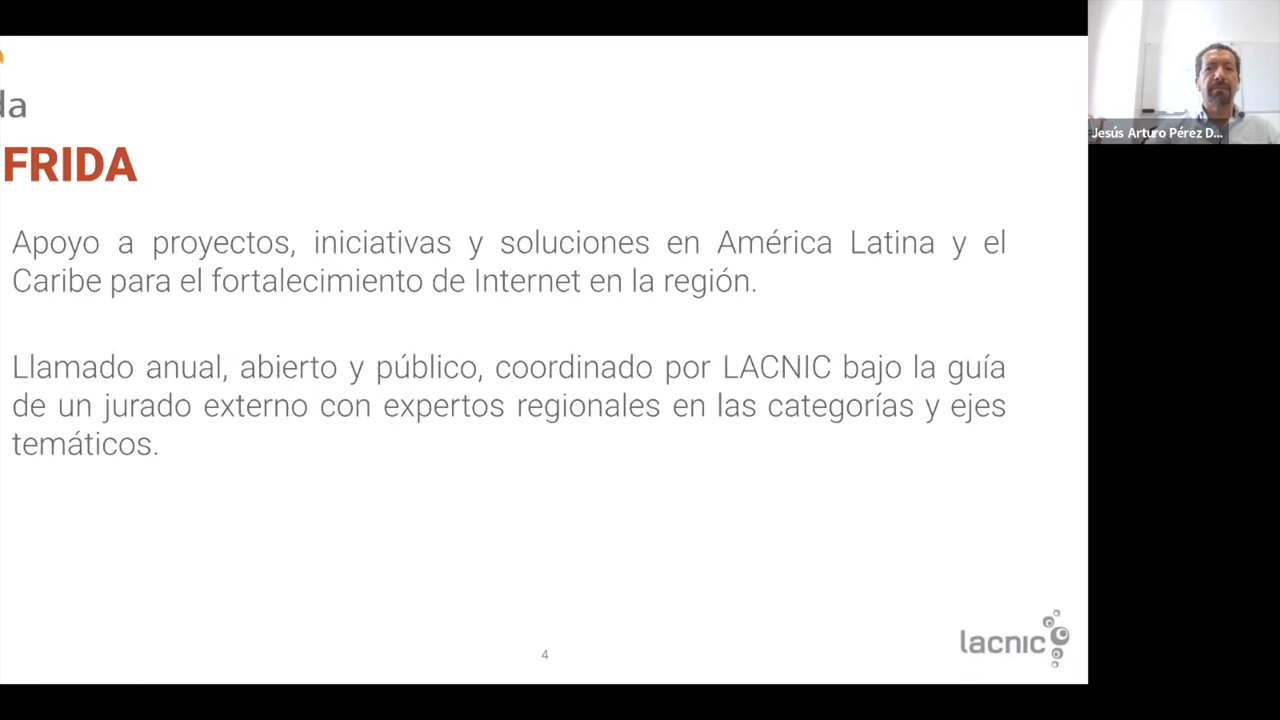 da
FRIDA
Apoyo a proyectos, iniciativas y soluciones en América Latina y el
Caribe para el fortalecimiento de Internet en la región.
Llamado anual, abierto y público, coordinado por LACNIC bajo la guía
de un jurado externo con expertos regionales en las categorías y ejes
temáticos.
4
lacnic
Jesús Arturo Pérez D...